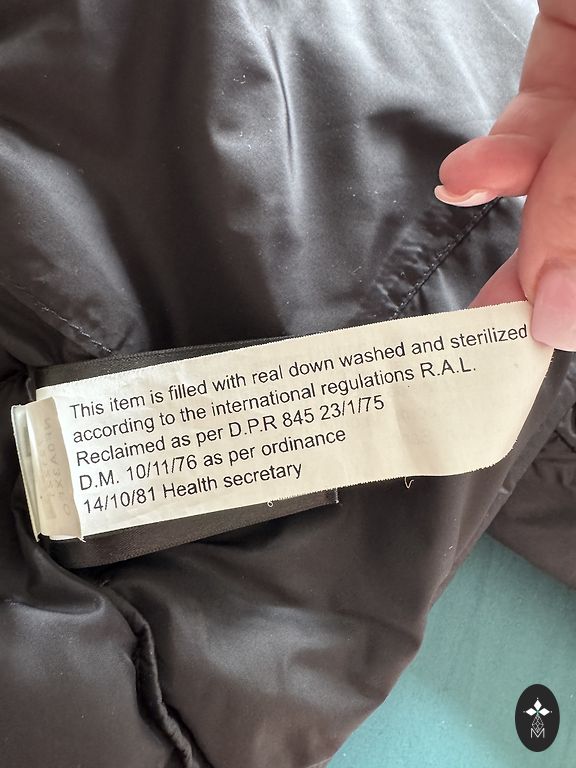 This item is filled with real down washed and sterilized
according to the international regulations R.A.L.
Reclaimed as per D.P.R 845 23/1/75
D.M. 10/11/76 as per ordinance
14/10/81 Health secretary
M